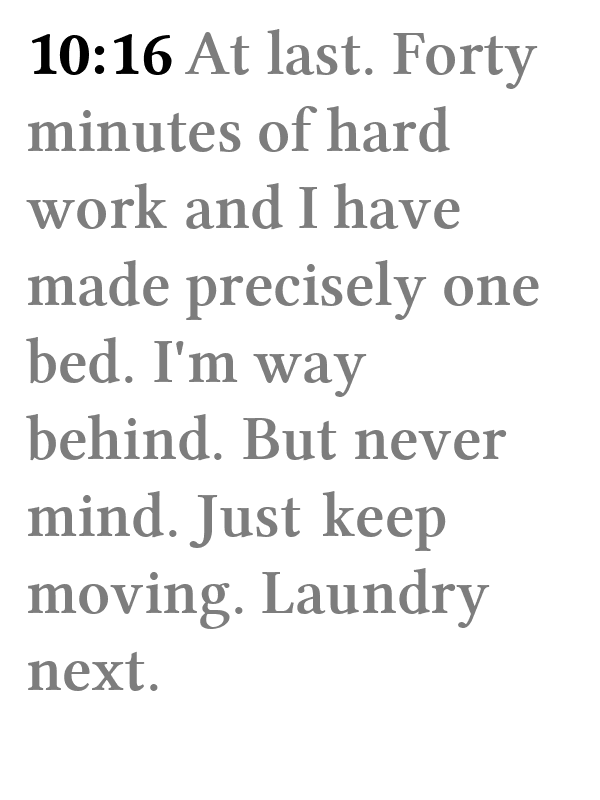 10:16 At last. Forty
minutes of hard
work and I have
made precisely one
bed. I'm way
behind. But never
mind. Just keep
moving. Laundry
next.